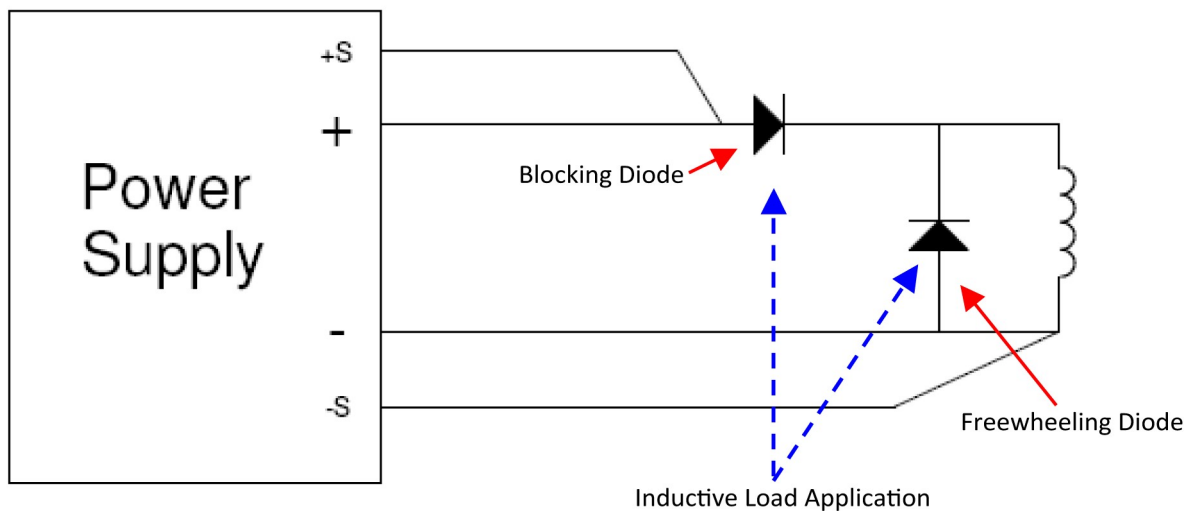 +S
+
Power
Supply
-
-S
Blocking Diode
Freewheeling Diode
Inductive Load Application